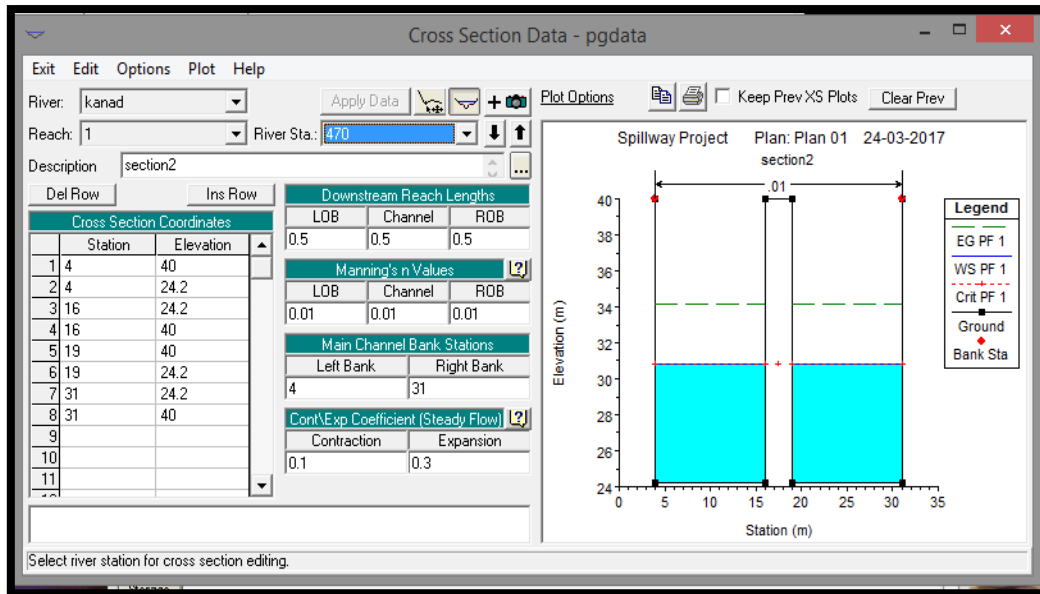 Cross Section Data - pgdata
Exit Edit Options Plot Help
River: kanad
Apply Data
Reach: 1 River Sta.: 470
Description section2 ...
Del Row Ins Row
Cross Section Coordinates
Station Elevation
1 4 40
2 4 24.2
3 16 24.2
4 16 40
5 19 40
6 19 24.2
7 31 24.2
8 31 40
9
10
11
Downstream Reach Lengths
LOB Channel ROB
0.5 0.5 0.5
Manning's n Values
LOB Channel ROB
0.01 0.01 0.01
Main Channel Bank Stations
Left Bank Right Bank
4 31
Cont\Exp Coefficient (Steady Flow)
Contraction Expansion
0.1 0.3
Plot Options Keep Prev XS Plots Clear Prev
Spillway Project Plan: Plan 01 24-03-2017
section2
.01
40
38
36
34
32
30
28
26
24
0 5 10 15 20 25 30 35
Elevation (m)
Station (m)
Legend
EG PF 1
WS PF 1
Crit PF 1
Ground
Bank Sta
Select river station for cross section editing.